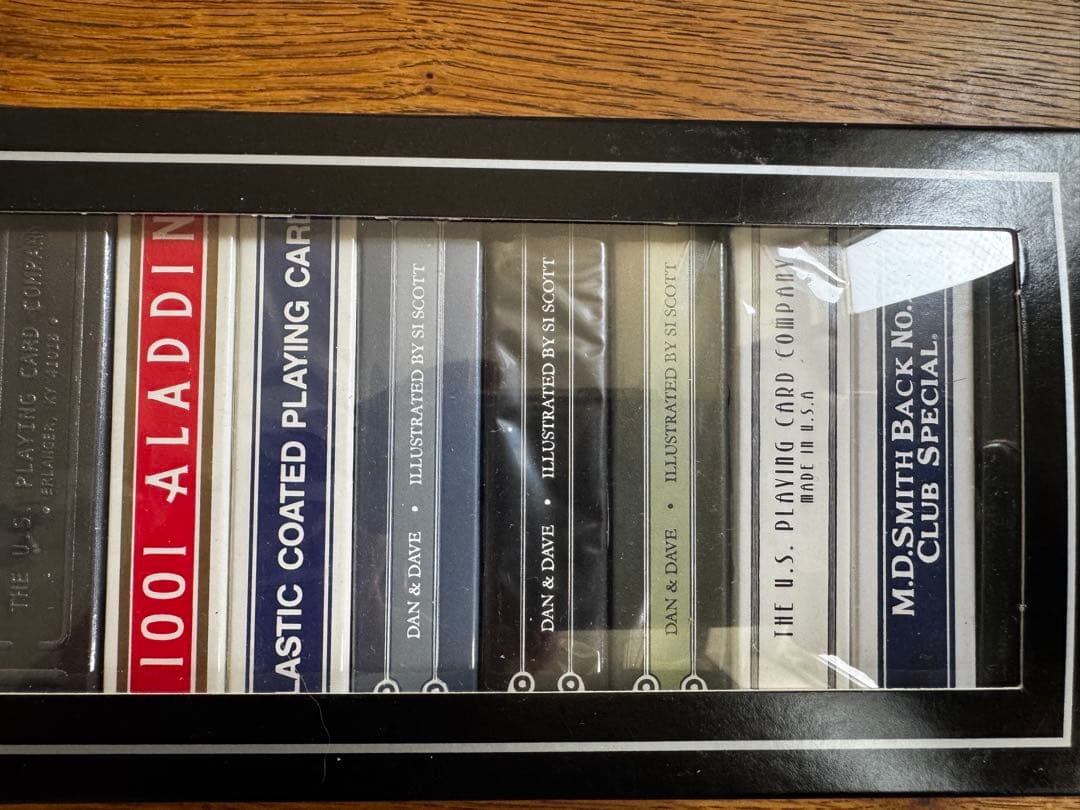 THE U.S. PLAYING CARD COMPANY
• ERLANGER, KY 41018 •
1001 ALADDIN
LASTIC COATED PLAYING CARD
DAN & DAVE • ILLUSTRATED BY SI SCOTT
DAN & DAVE • ILLUSTRATED BY SI SCOTT
DAN & DAVE • ILLUSTRATED BY SI SCOTT
THE U.S. PLAYING CARD COMPANY
MADE IN U.S.A
M.D.SMITH BACK NO.
CLUB SPECIAL®